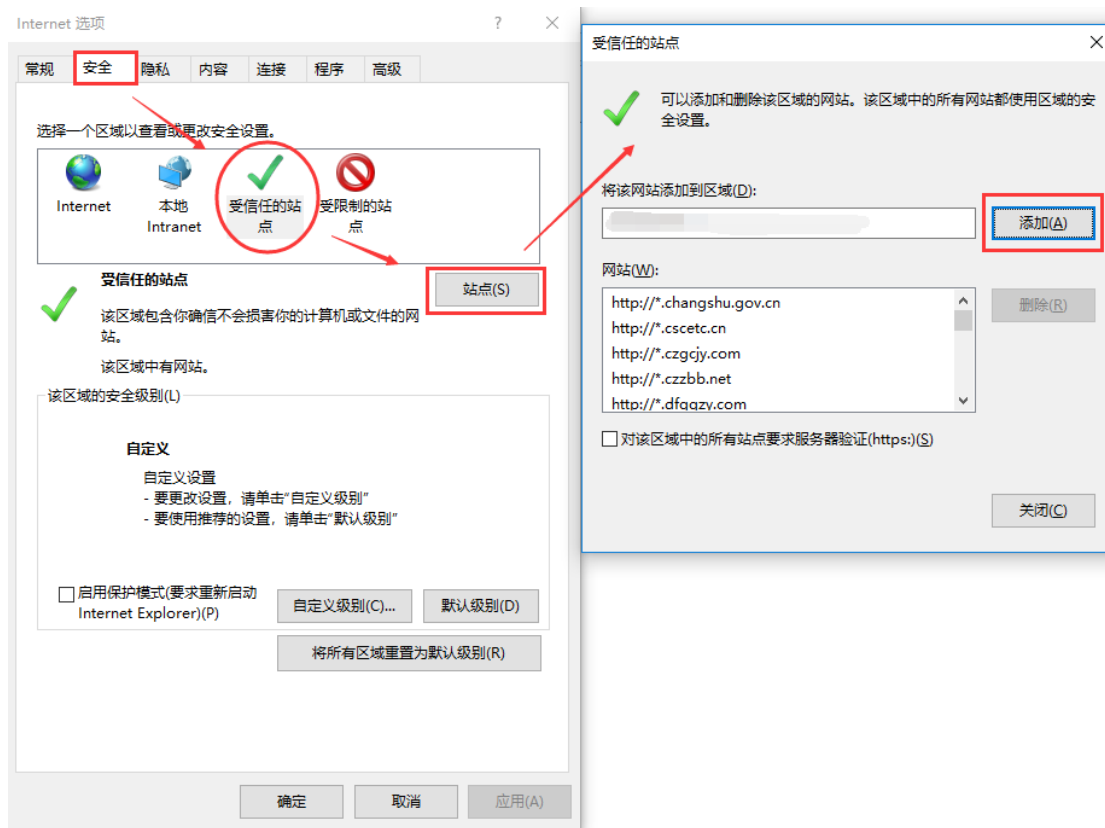 Internet 选项
常规 安全 隐私 内容 连接 程序 高级
选择一个区域以查看或更改安全设置。
Internet
本地
Intranet
受信任的站
点
受限制的站
点
受信任的站点
站点(S)
该区域包含你确信不会损害你的计算机或文件的网
站。
该区域中有网站。
该区域的安全级别(L)
自定义
自定义设置
- 要更改设置，请单击“自定义级别”
- 要使用推荐的设置，请单击“默认级别”
启用保护模式(要求重新启动
Internet Explorer)(P)
自定义级别(C)...
默认级别(D)
将所有区域重置为默认级别(R)
确定
取消
应用(A)
受信任的站点
可以添加和删除该区域的网站。该区域中的所有网站都使用区域的安
全设置。
将该网站添加到区域(D):
添加(A)
网站(W):
http://*.changshu.gov.cn
http://*.cscetc.cn
http://*.czgcjy.com
http://*.czzbb.net
http://*.dfggzy.com
删除(R)
对该区域中的所有站点要求服务器验证(https:)(S)
关闭(C)